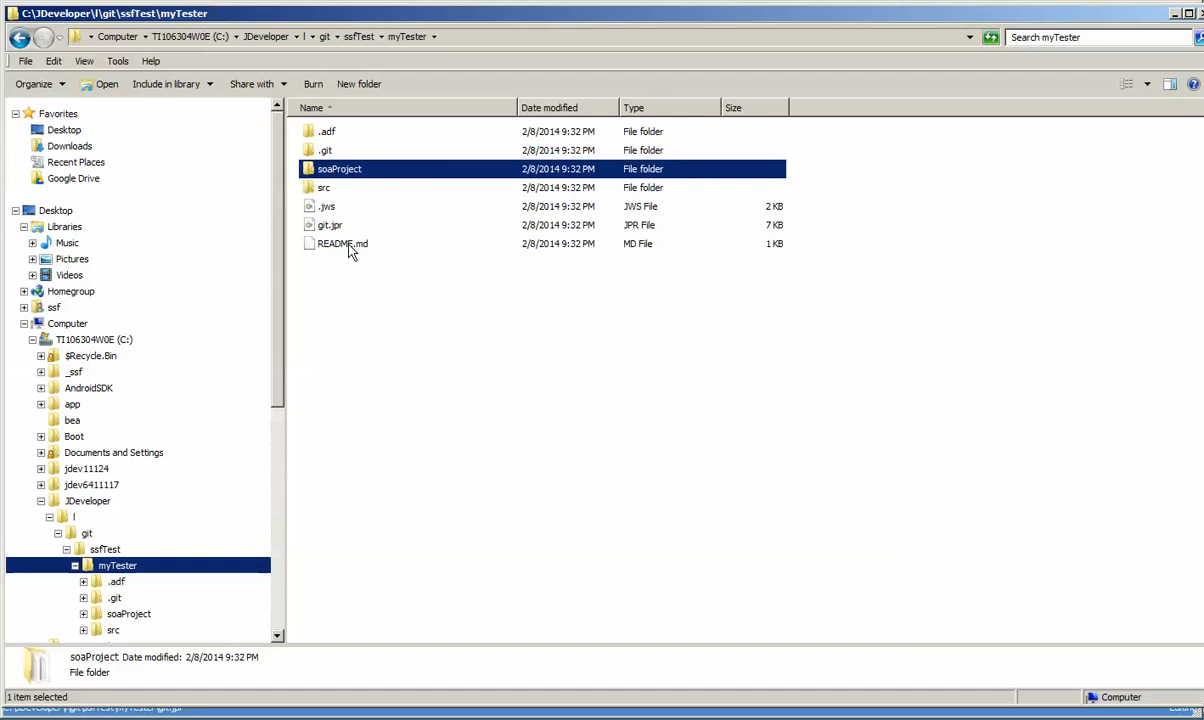 C:\JDeveloper\l\git\ssfTest\myTester
Computer TI106304W0E (C:) JDeveloper l git ssfTest myTester Search myTester
File Edit View Tools Help
Organize Open Include in library Share with Burn New folder
Name Date modified Type Size
Favorites
Desktop
Downloads
Recent Places
Google Drive
Desktop
Libraries
Music
Pictures
Videos
Homegroup
ssf
Computer
TI106304W0E (C:)
$Recycle.Bin
_ssf
AndroidSDK
app
bea
Boot
Documents and Settings
jdev11124
jdev6411117
JDeveloper
l
git
ssfTest
myTester
.adf
.git
soaProject
src
.adf 2/8/2014 9:32 PM File folder
.git 2/8/2014 9:32 PM File folder
soaProject 2/8/2014 9:32 PM File folder
src 2/8/2014 9:32 PM File folder
.jws 2/8/2014 9:32 PM JWS File 2 KB
git.jpr 2/8/2014 9:32 PM JPR File 7 KB
README.md 2/8/2014 9:32 PM MD File 1 KB
soaProject Date modified: 2/8/2014 9:32 PM
File folder
1 item selected Computer